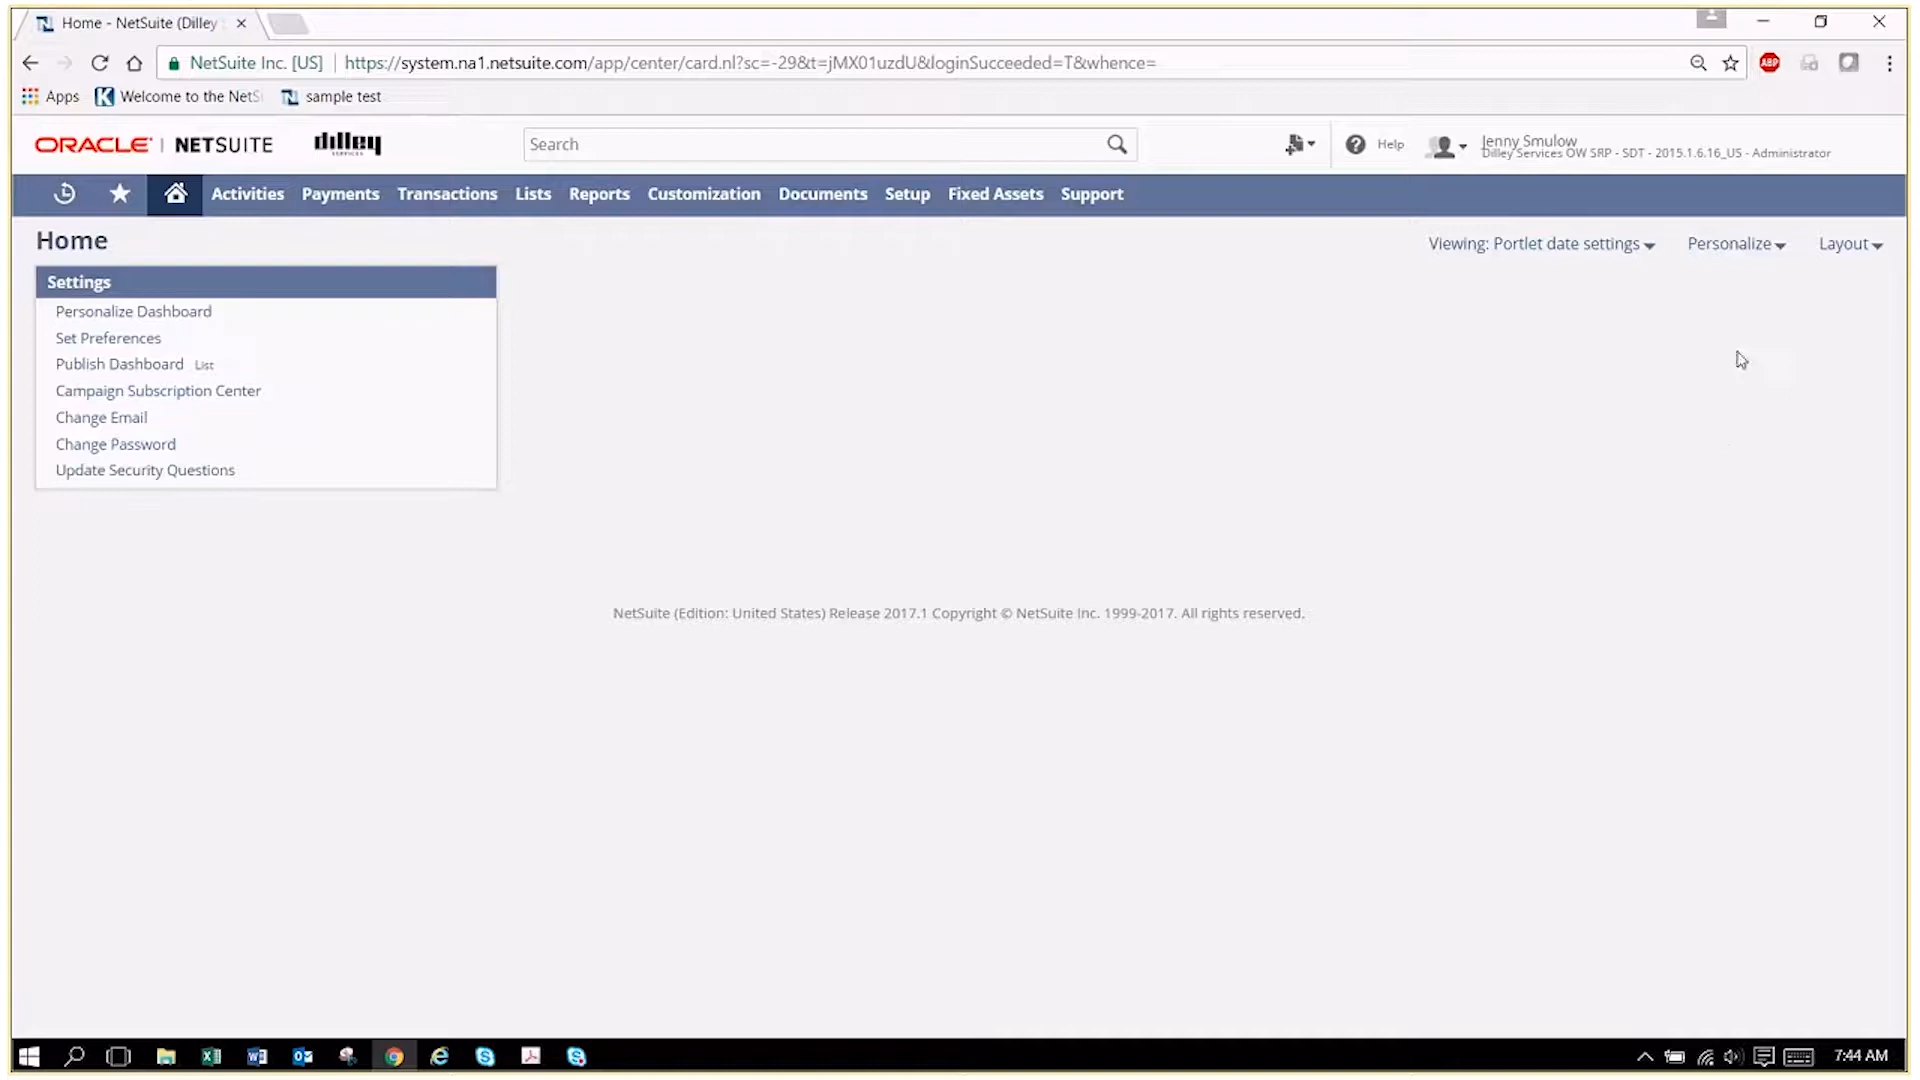 Home - NetSuite (Dilley
NetSuite Inc. [US] https://system.na1.netsuite.com/app/center/card.nl?sc=-29&t=jMX01uzdU&loginSucceeded=T&whence=
ABP
Apps Welcome to the NetS sample test
ORACLE | NETSUITE dilley SERVICES Search Help Jenny Smulow
Dilley Services OW SRP - SDT - 2015.1.6.16_US - Administrator
Activities Payments Transactions Lists Reports Customization Documents Setup Fixed Assets Support
Home Viewing: Portlet date settings Personalize Layout
Settings
Personalize Dashboard
Set Preferences
Publish Dashboard List
Campaign Subscription Center
Change Email
Change Password
Update Security Questions
NetSuite (Edition: United States) Release 2017.1 Copyright © NetSuite Inc. 1999-2017. All rights reserved.
7:44 AM